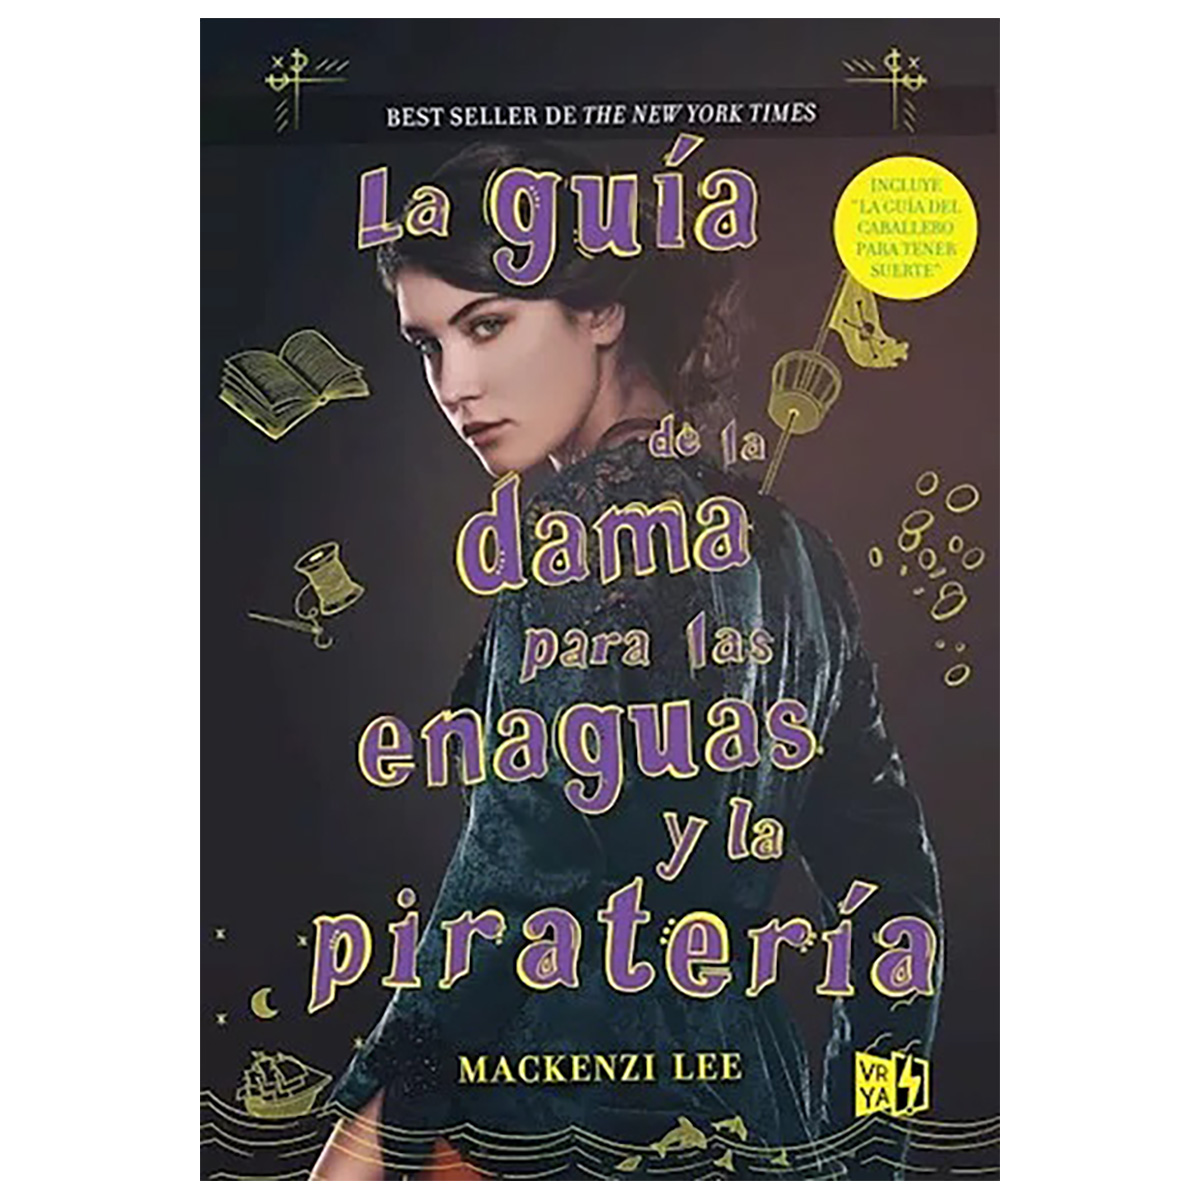 BEST SELLER DE THE NEW YORK TIMES
La guía
INCLUYE
"LA GUÍA DEL
CABALLERO
PARA TENER
SUERTE"
de la
dama
para las
enaguas
y la
piratería
MACKENZI LEE
VR
YA